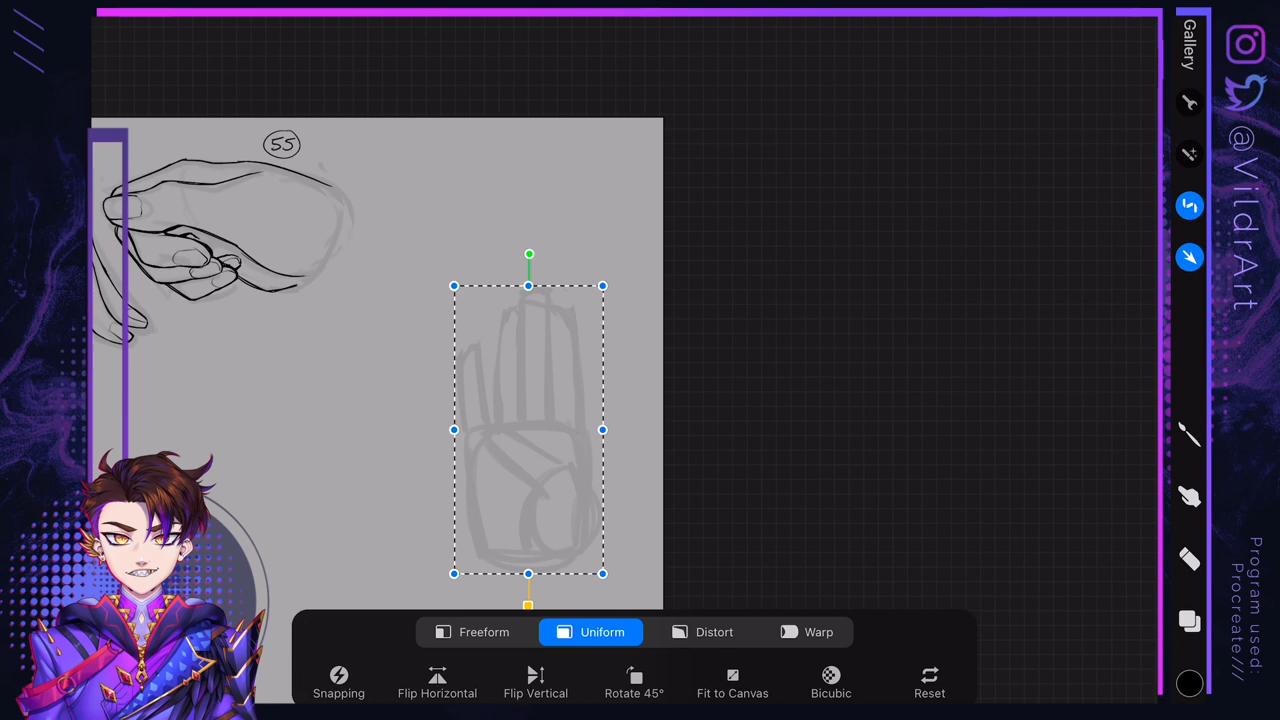 55
Gallery
@VildrArt
Program used:
Procreate///
Freeform
Uniform
Distort
Warp
Snapping
Flip Horizontal
Flip Vertical
Rotate 45°
Fit to Canvas
Bicubic
Reset